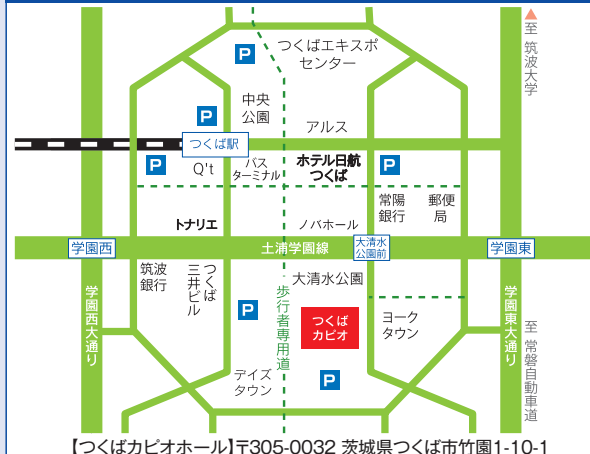 至 筑波大学
P
つくばエキスポ
センター
中央
公園
P
アルス
つくば駅
P
Q't
バス
ターミナル
ホテル日航
つくば
P
常陽
銀行
郵便
局
トナリエ
ノバホール
学園西
土浦学園線
大清水
公園前
学園東
筑波
銀行
つくば
三井ビル
大清水公園
学園西大通り
歩行者専用道
P
つくば
カピオ
ヨーク
タウン
学園東大通り
至 常磐自動車道
デイズ
タウン
P
【つくばカピオホール】〒305-0032 茨城県つくば市竹園1-10-1